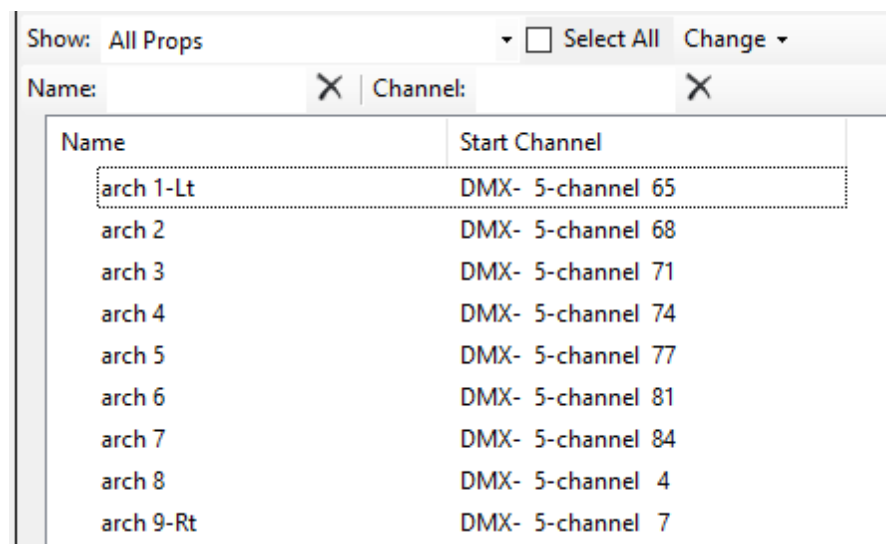 Show: All Props Select All Change
Name: Channel:
Name Start Channel
arch 1-Lt DMX- 5-channel 65
arch 2 DMX- 5-channel 68
arch 3 DMX- 5-channel 71
arch 4 DMX- 5-channel 74
arch 5 DMX- 5-channel 77
arch 6 DMX- 5-channel 81
arch 7 DMX- 5-channel 84
arch 8 DMX- 5-channel 4
arch 9-Rt DMX- 5-channel 7